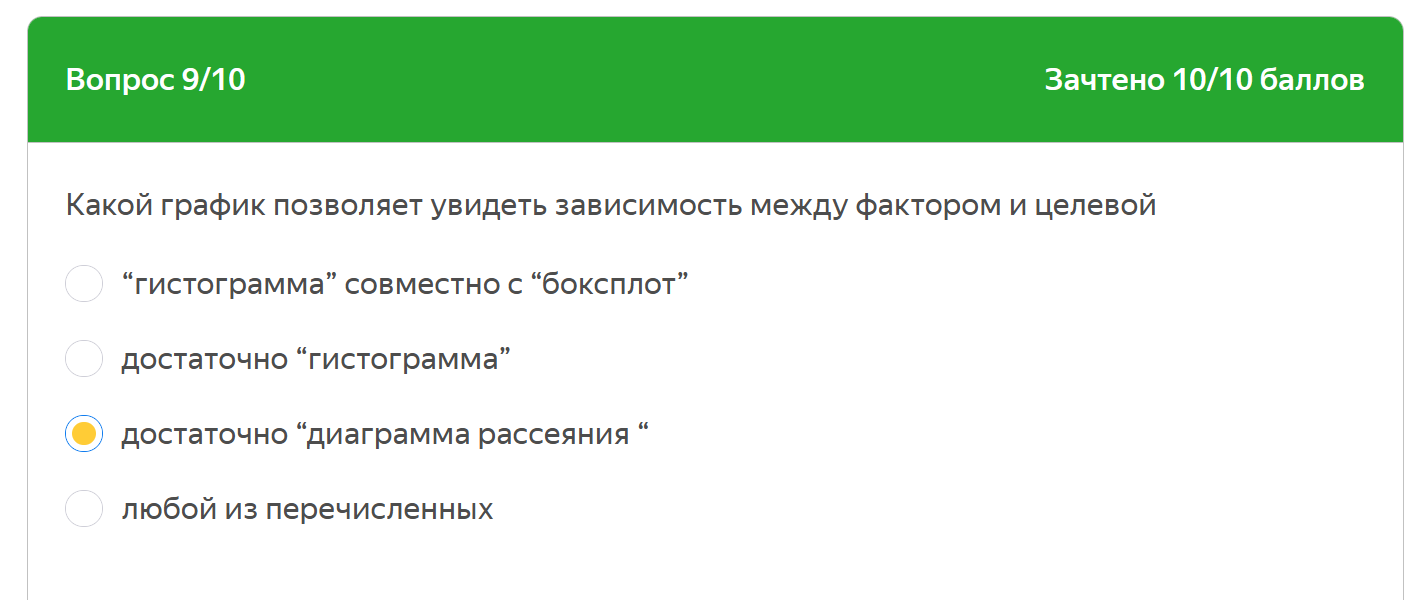 Вопрос 9/10
Зачтено 10/10 баллов
Какой график позволяет увидеть зависимость между фактором и целевой
“гистограмма” совместно с “боксплот”
достаточно “гистограмма”
достаточно “диаграмма рассеяния “
любой из перечисленных